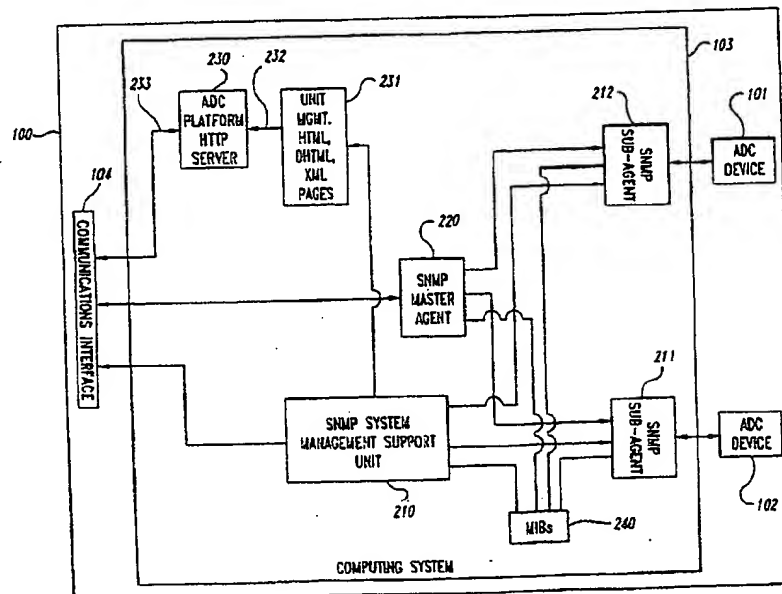 103
230
232
231
233
ADC
PLATFORM
HTTP
SERVER
UNIT
MGMT.
HTML,
DHTML,
XML
PAGES
212
SNMP
SUB-AGENT
101
ADC
DEVICE
100
104
COMMUNICATIONS INTERFACE
220
SNMP
MASTER
AGENT
211
SNMP
SUB-AGENT
ADC
DEVICE
102
SNMP SYSTEM
MANAGEMENT SUPPORT
UNIT
210
MIBs
240
COMPUTING SYSTEM